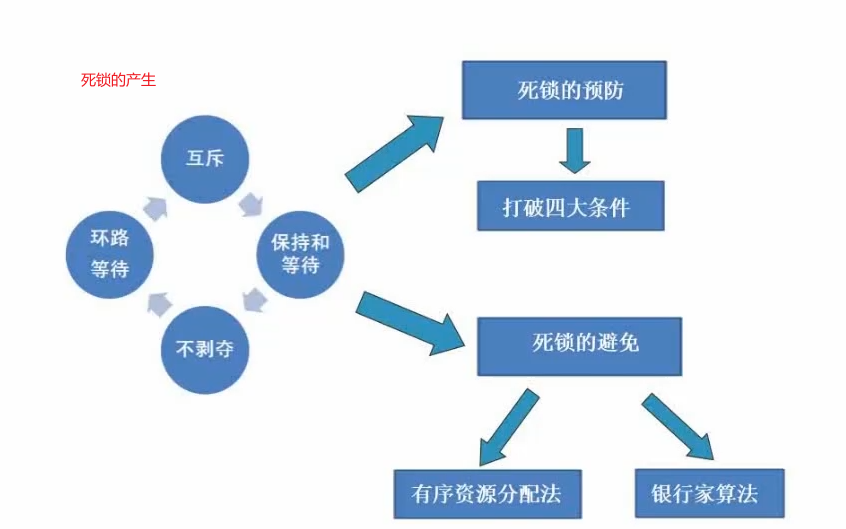 死锁的产生
死锁的预防
打破四大条件
互斥
环路
等待
保持和
等待
不剥夺
死锁的避免
有序资源分配法
银行家算法